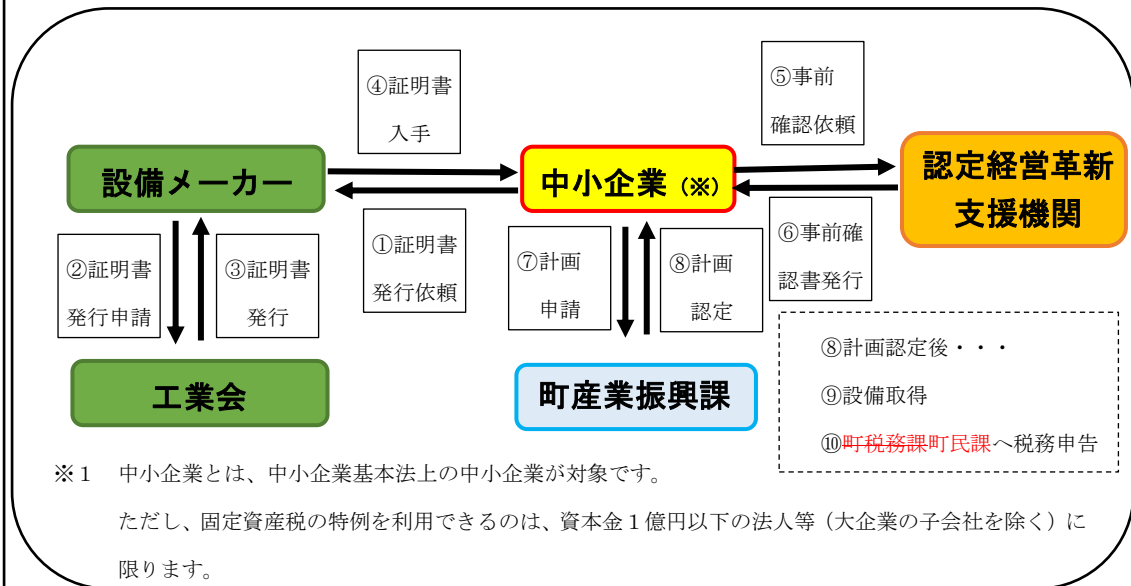 ④証明書
入手
⑤事前
確認依頼
設備メーカー
中小企業（※）
認定経営革新
支援機関
②証明書
発行申請
③証明書
発行
①証明書
発行依頼
⑦計画
申請
⑧計画
認定
⑥事前確
認書発行
工業会
町産業振興課
⑧計画認定後・・・
⑨設備取得
⑩町税務課町民課へ税務申告
※１　中小企業とは、中小企業基本法上の中小企業が対象です。
ただし、固定資産税の特例を利用できるのは、資本金１億円以下の法人等（大企業の子会社を除く）に
限ります。